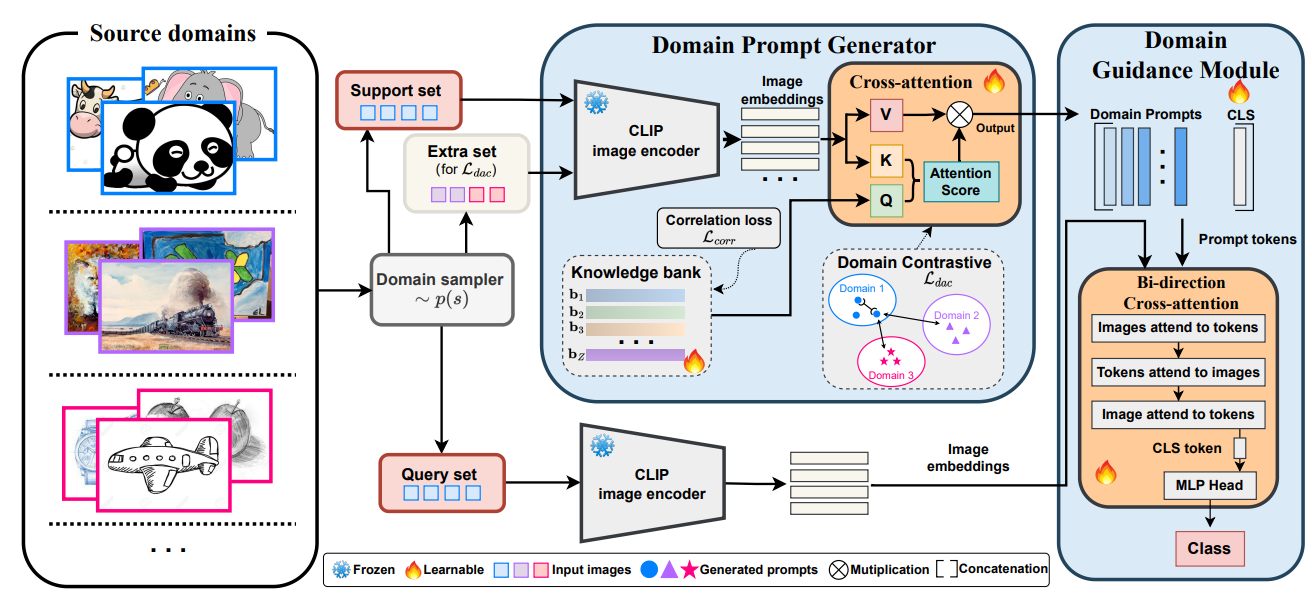 Source domains
. . .
Support set
Extra set
(for ℒdac)
Domain sampler
∼ p(s)
Query set
Domain Prompt Generator
CLIP
image encoder
Image
embeddings
. . .
Cross-attention
V
K
Q
Attention
Score
Output
Correlation loss
ℒcorr
Knowledge bank
b1
b2
b3
. . .
bZ
Domain Contrastive
ℒdac
Domain 1
Domain 2
Domain 3
CLIP
image encoder
Image
embeddings
Domain
Guidance Module
Domain Prompts
CLS
Prompt tokens
Bi-direction
Cross-attention
Images attend to tokens
Tokens attend to images
Image attend to tokens
CLS token
MLP Head
Class
Frozen
Learnable
Input images
Generated prompts
Mutiplication
Concatenation